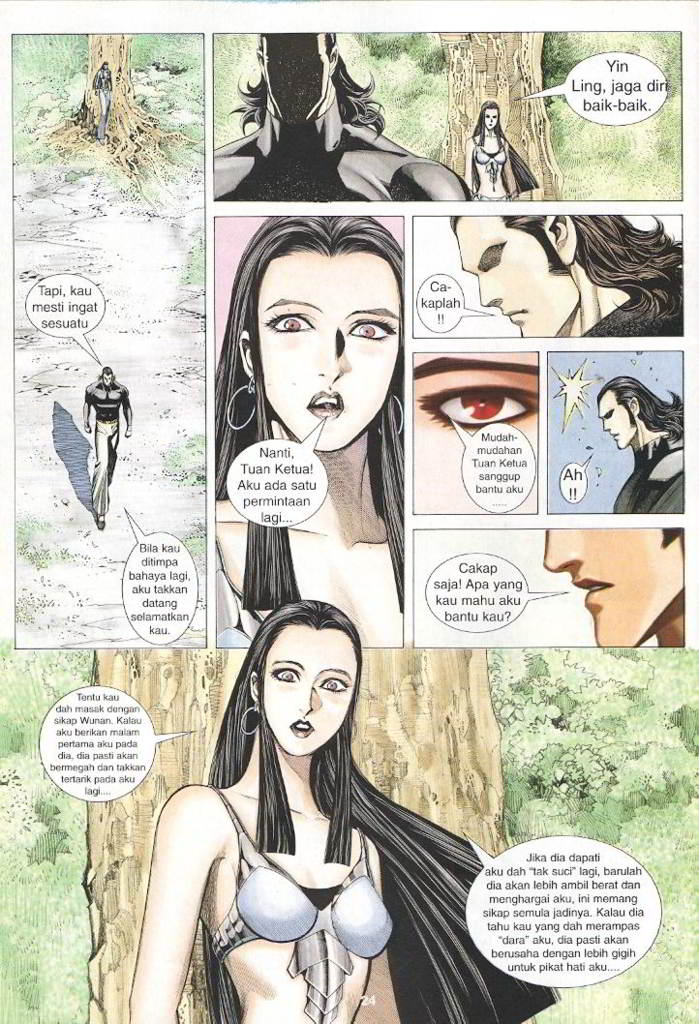 Tapi, kau
mesti ingat
sesuatu
Bila kau
ditimpa
bahaya lagi,
aku takkan
datang
selamatkan
kau.
Yin
Ling, jaga diri
baik-baik.
Nanti,
Tuan Ketua!
Aku ada satu
permintaan
lagi...
Ca-
kaplah
!!
Mudah-
mudahan
Tuan Ketua
sanggup
bantu aku
.....
Ah
!!
Cakap
saja! Apa yang
kau mahu aku
bantu kau?
Tentu kau
dah masak dengan
sikap Wunan. Kalau
aku berikan malam
pertama aku pada
dia, dia pasti akan
bermegah dan takkan
tertarik pada aku
lagi....
Jika dia dapati
aku dah "tak suci" lagi, barulah
dia akan lebih ambil berat dan
menghargai aku, ini memang
sikap semula jadinya. Kalau dia
tahu kau yang dah merampas
"dara" aku, dia pasti akan
berusaha dengan lebih gigih
untuk pikat hati aku....
24